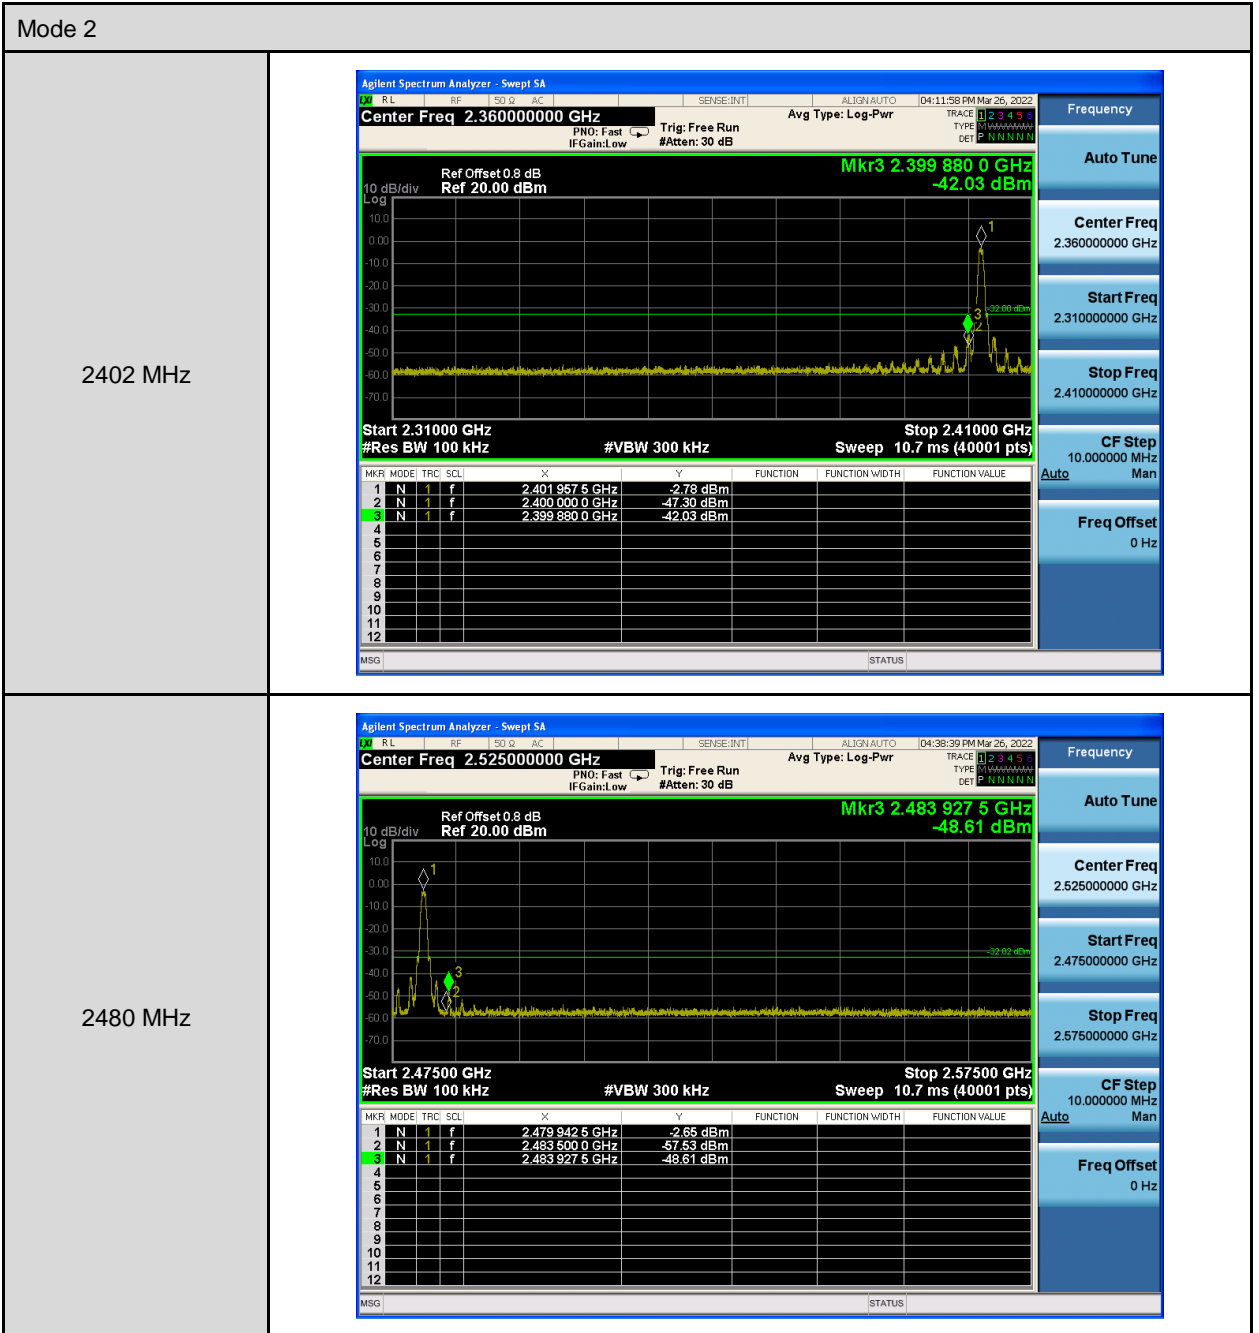 Mode 2
2402 MHz
Agilent Spectrum Analyzer - Swept SA
LXI RL RF 50 Ω AC SENSE:INT ALIGN AUTO 04:11:58 PM Mar 26, 2022
Center Freq 2.360000000 GHz Avg Type: Log-Pwr TRACE 1 2 3 4 5 6
PNO: Fast Trig: Free Run TYPE M
IFGain:Low #Atten: 30 dB DET P N N N N N
Mkr3 2.399 880 0 GHz
-42.03 dBm
Ref Offset 0.8 dB
10 dB/div Ref 20.00 dBm
Log
10.0
1
0.00
-10.0
-20.0
-30.0
-32.00 dBm
3
2
-40.0
-50.0
-60.0
-70.0
Start 2.31000 GHz Stop 2.41000 GHz
#Res BW 100 kHz #VBW 300 kHz Sweep 10.7 ms (40001 pts)
MKR MODE TRC SCL X Y FUNCTION FUNCTION WIDTH FUNCTION VALUE
1 N 1 f 2.401 957 5 GHz -2.78 dBm
2 N 1 f 2.400 000 0 GHz -47.30 dBm
3 N 1 f 2.399 880 0 GHz -42.03 dBm
4
5
6
7
8
9
10
11
12
MSG STATUS
Frequency
Auto Tune
Center Freq
2.360000000 GHz
Start Freq
2.310000000 GHz
Stop Freq
2.410000000 GHz
CF Step
10.000000 MHz
Auto Man
Freq Offset
0 Hz
2480 MHz
Agilent Spectrum Analyzer - Swept SA
LXI RL RF 50 Ω AC SENSE:INT ALIGN AUTO 04:38:39 PM Mar 26, 2022
Center Freq 2.525000000 GHz Avg Type: Log-Pwr TRACE 1 2 3 4 5 6
PNO: Fast Trig: Free Run TYPE M
IFGain:Low #Atten: 30 dB DET P N N N N N
Mkr3 2.483 927 5 GHz
-48.61 dBm
Ref Offset 0.8 dB
10 dB/div Ref 20.00 dBm
Log
10.0
1
0.00
-10.0
-20.0
-30.0
-32.02 dBm
-40.0
3
2
-50.0
-60.0
-70.0
Start 2.47500 GHz Stop 2.57500 GHz
#Res BW 100 kHz #VBW 300 kHz Sweep 10.7 ms (40001 pts)
MKR MODE TRC SCL X Y FUNCTION FUNCTION WIDTH FUNCTION VALUE
1 N 1 f 2.479 942 5 GHz -2.65 dBm
2 N 1 f 2.483 500 0 GHz -57.53 dBm
3 N 1 f 2.483 927 5 GHz -48.61 dBm
4
5
6
7
8
9
10
11
12
MSG STATUS
Frequency
Auto Tune
Center Freq
2.525000000 GHz
Start Freq
2.475000000 GHz
Stop Freq
2.575000000 GHz
CF Step
10.000000 MHz
Auto Man
Freq Offset
0 Hz